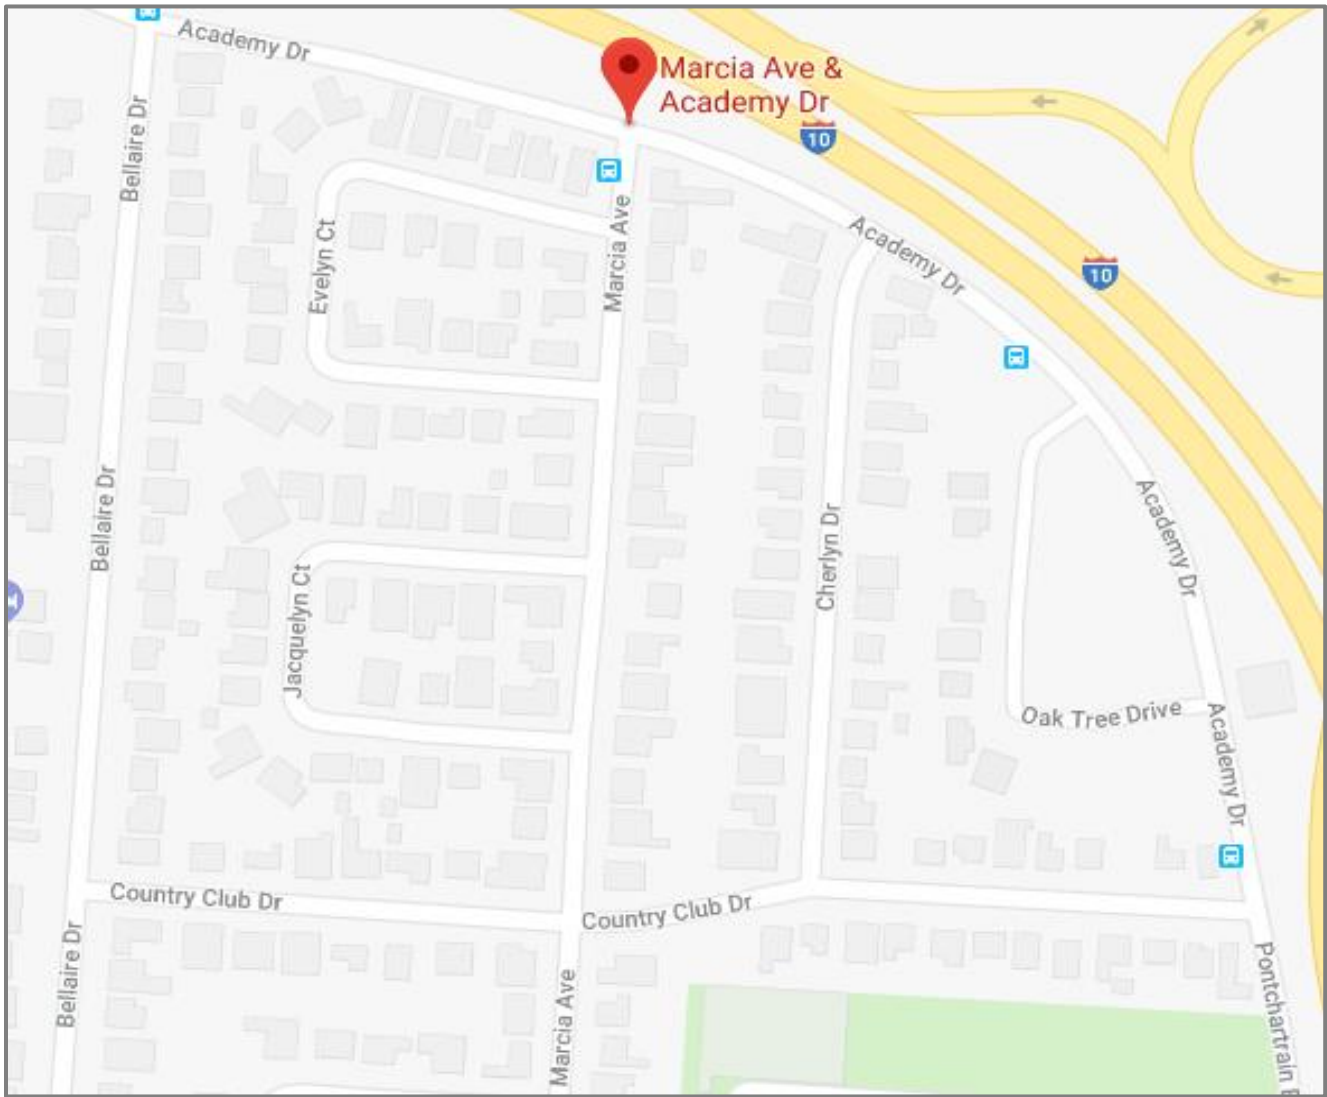 Academy Dr
Marcia Ave &
Academy Dr
10
Bellaire Dr
Marcia Ave
Evelyn Ct
Academy Dr
10
Bellaire Dr
Academy Dr
Cherlyn Dr
Jacquelyn Ct
Oak Tree Drive
Academy Dr
Country Club Dr
Country Club Dr
Bellaire Dr
Marcia Ave
Pontchartrain